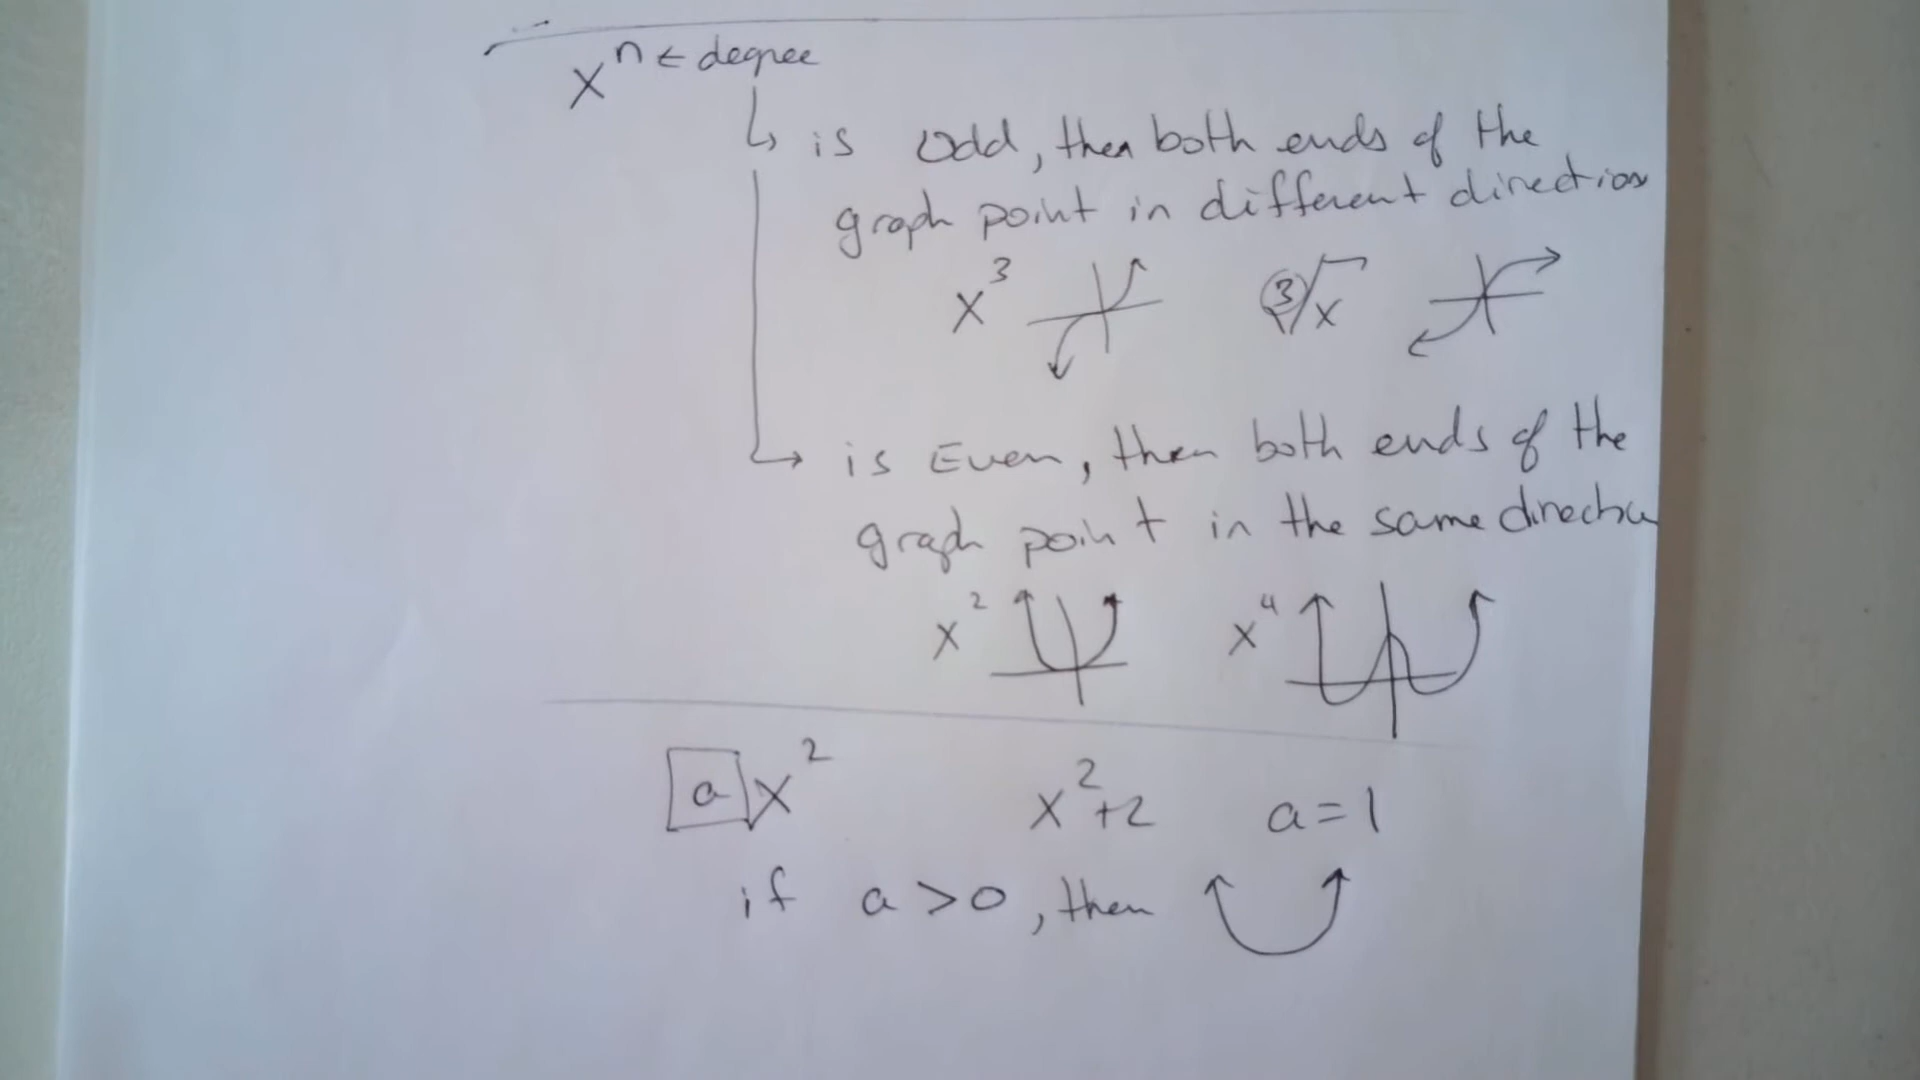 xⁿ ← degree
↳ is Odd, then both ends of the
graph point in different direction
x³ ∛x
↳ is Even, then both ends of the
graph point in the same direction
x² x⁴
a x² x²+2 a=1
if a>0, then